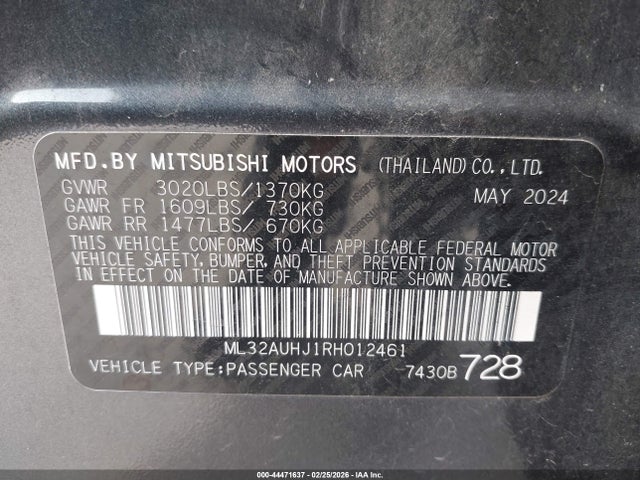 MFD.BY MITSUBISHI MOTORS (THAILAND) CO., LTD.
GVWR 3020LBS/1370KG MAY 2024
GAWR FR 1609LBS/ 730KG
GAWR RR 1477LBS/ 670KG
THIS VEHICLE CONFORMS TO ALL APPLICABLE FEDERAL MOTOR
VEHICLE SAFETY, BUMPER, AND THEFT PREVENTION STANDARDS
IN EFFECT ON THE DATE OF MANUFACTURE SHOWN ABOVE.
ML32AUHJ1RH012461
VEHICLE TYPE:PASSENGER CAR 7430B 728
000-44471637 - 02/25/2026 - IAA Inc.